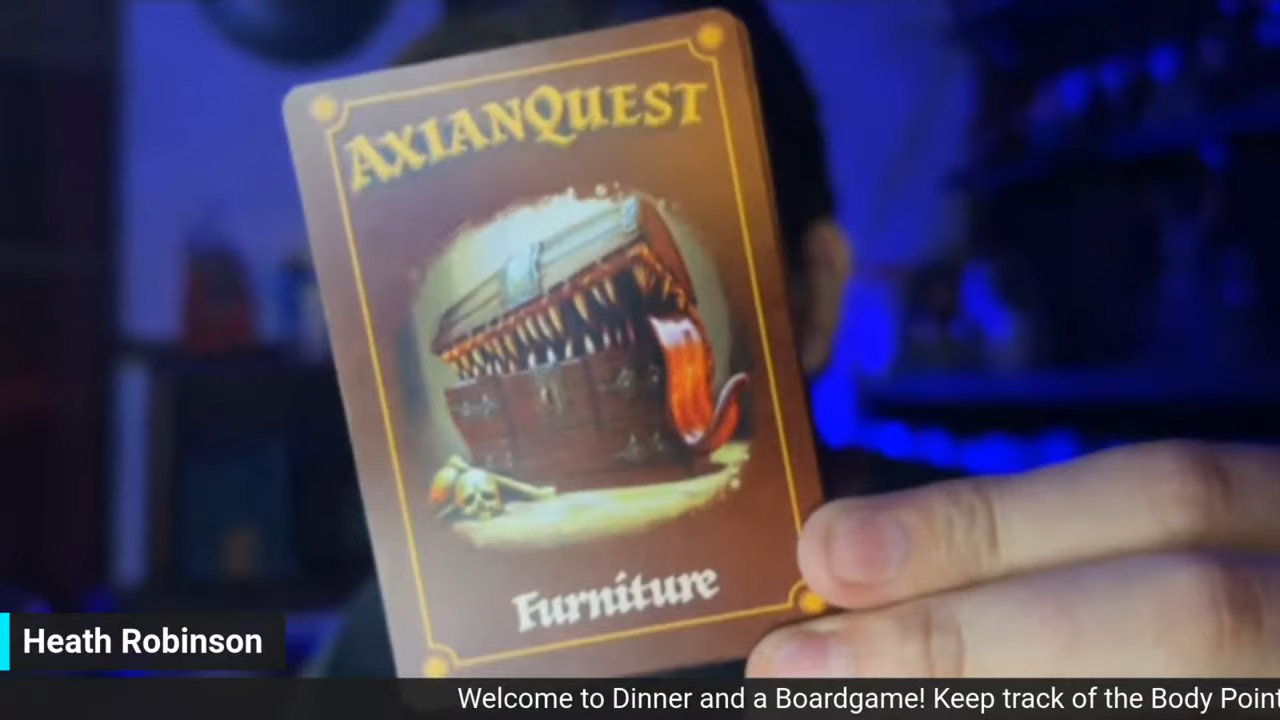 AXIANQUEST
Furniture
Heath Robinson
Welcome to Dinner and a Boardgame! Keep track of the Body Point